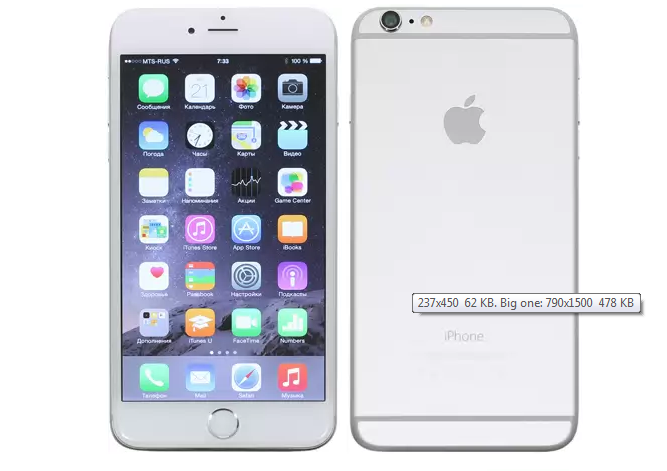 MTS-RUS 7:33 100 %
21
Сообщения Календарь Фото Камера
Погода Часы Карты Видео
Заметки Напоминания Акции Game Center
Киоск iTunes Store App Store iBooks
Здоровье Passbook Настройки Подкасты
Дополнения iTunes U FaceTime Numbers
Телефон Mail Safari Музыка
237x450 62 KB. Big one: 790x1500 478 KB
iPhone